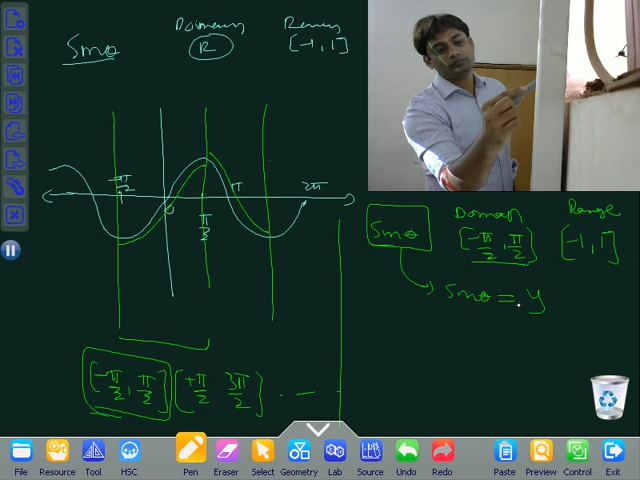 Sinθ Domain Range
R [-1, 1]
-π/2 0 π/2 π 2π
[-π/2, π/2] [+π/2 3π/2] . — .
Sinθ Domain Range
[-π/2, π/2] [-1, 1]
Sinθ = y
File Resource Tool HSC Pen Eraser Select Geometry Lab Source Undo Redo Paste Preview Control Exit